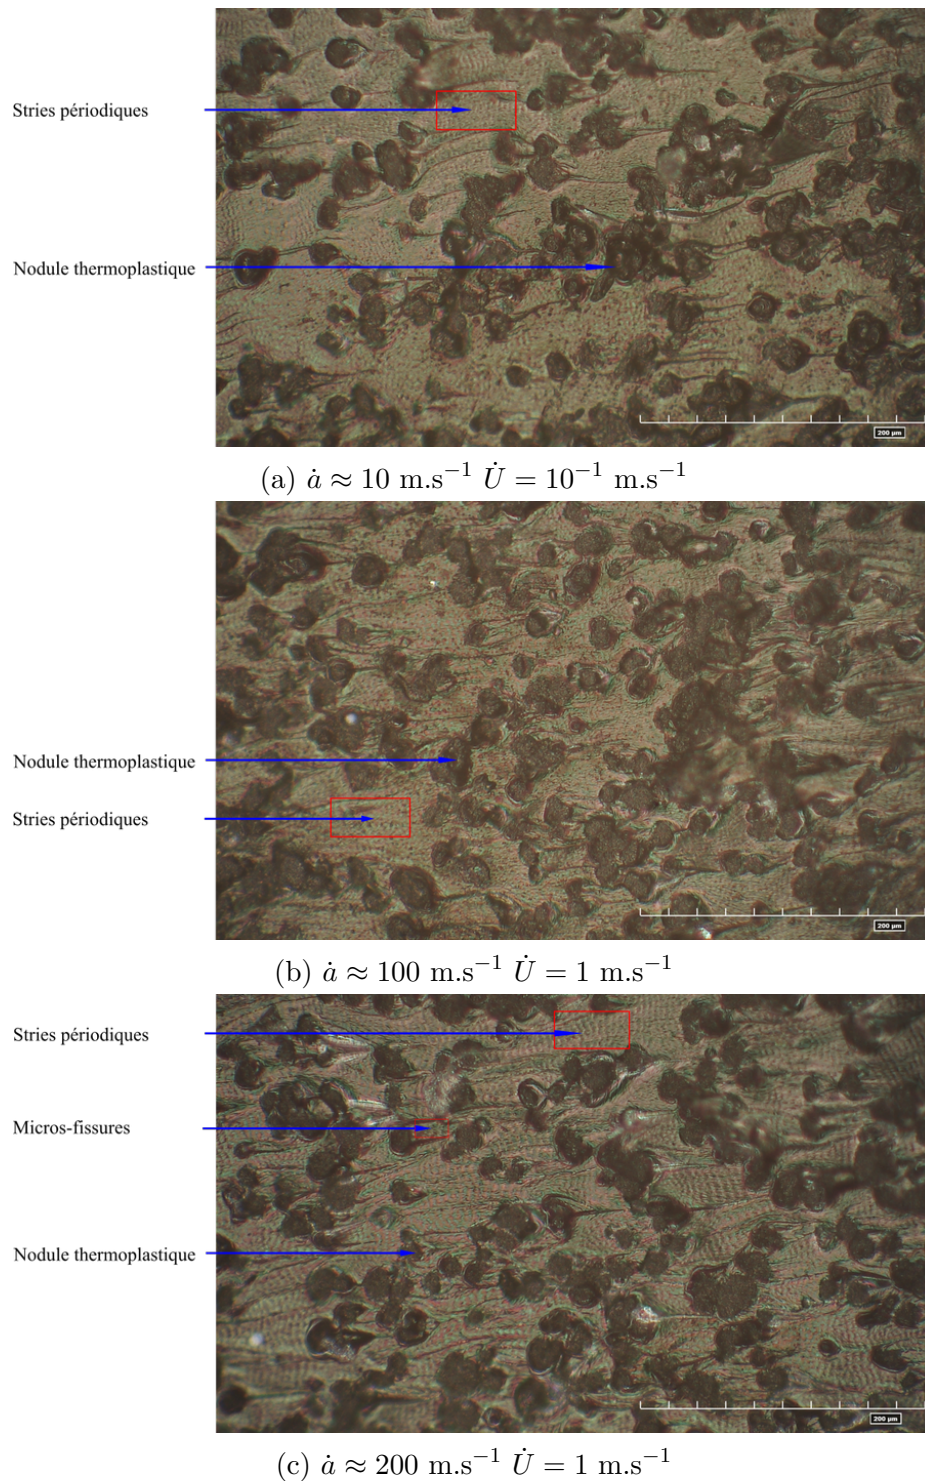 Stries périodiques
Nodule thermoplastique
200 µm
(a) ȧ ≈ 10 m.s⁻¹ U̇ = 10⁻¹ m.s⁻¹
Nodule thermoplastique
Stries périodiques
200 µm
(b) ȧ ≈ 100 m.s⁻¹ U̇ = 1 m.s⁻¹
Stries périodiques
Micros-fissures
Nodule thermoplastique
200 µm
(c) ȧ ≈ 200 m.s⁻¹ U̇ = 1 m.s⁻¹